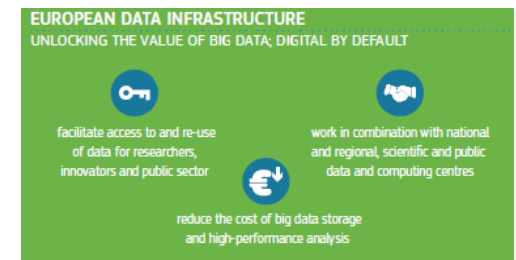 EUROPEAN DATA INFRASTRUCTURE
UNLOCKING THE VALUE OF BIG DATA; DIGITAL BY DEFAULT
facilitate access to and re-use
of data for researchers,
innovators and public sector
work in combination with national
and regional, scientific and public
data and computing centres
reduce the cost of big data storage
and high-performance analysis